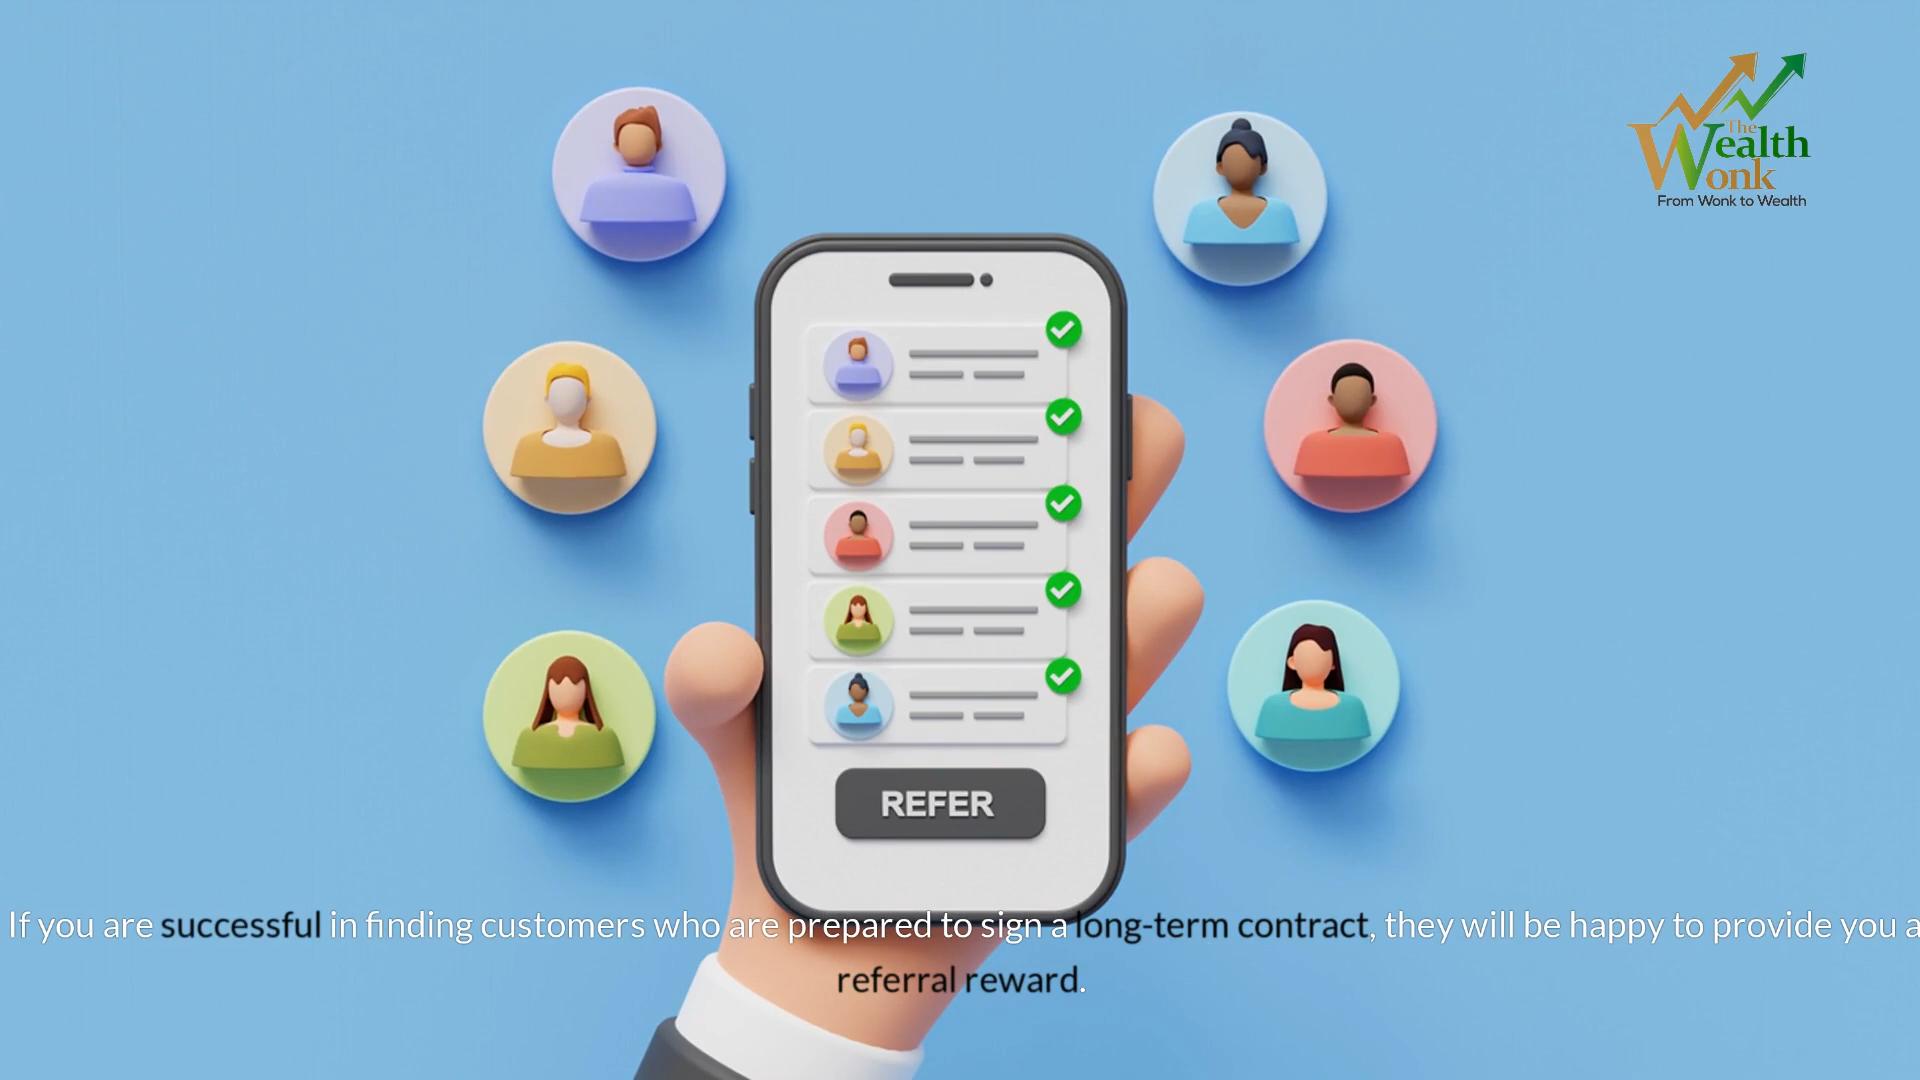 The
Wealth
Wonk
From Wonk to Wealth
REFER
If you are successful in finding customers who are prepared to sign a long-term contract, they will be happy to provide you a
referral reward.